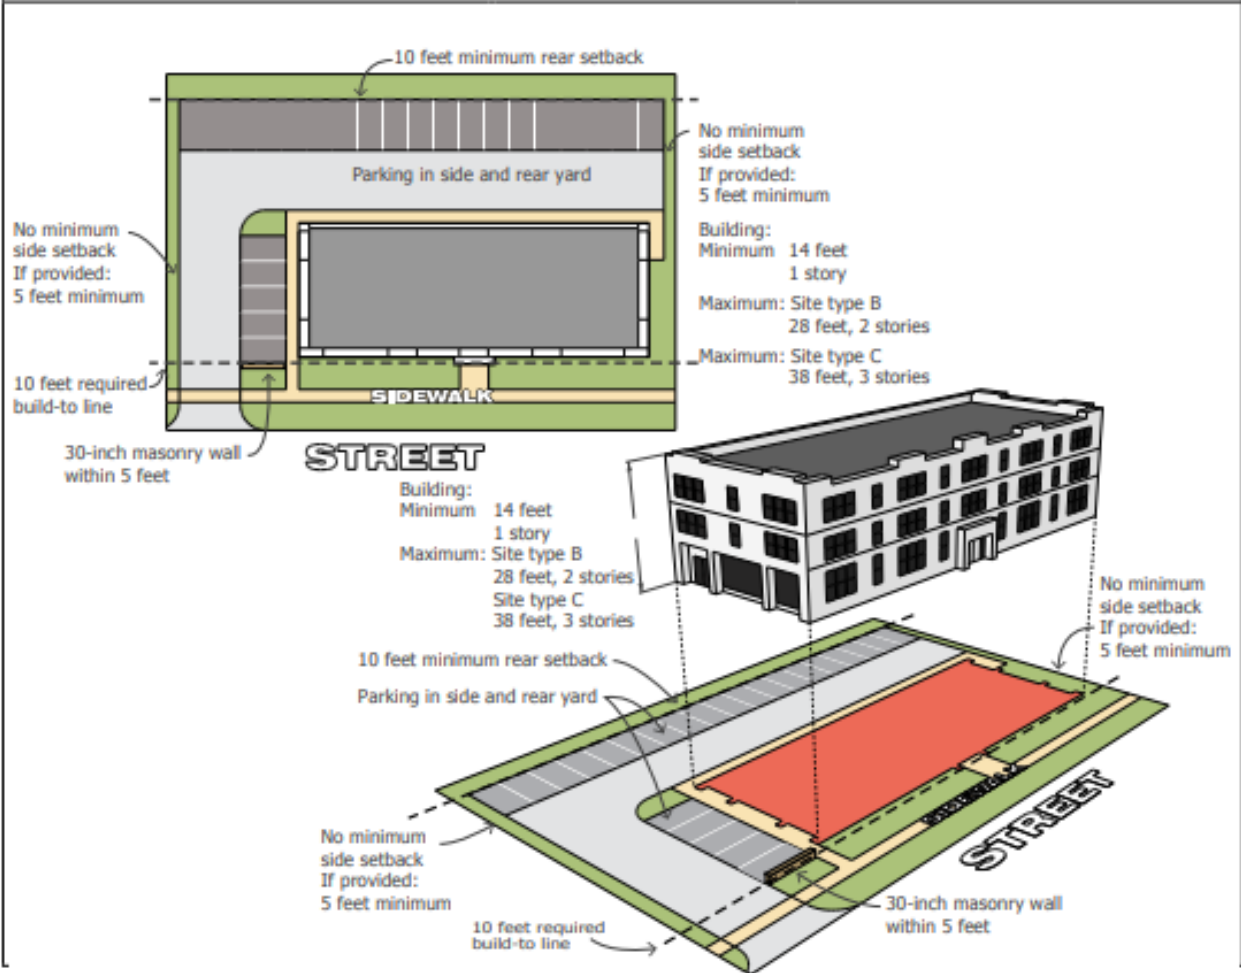 10 feet minimum rear setback
No minimum
side setback
If provided:
5 feet minimum
Parking in side and rear yard
No minimum
side setback
If provided:
5 feet minimum
Building:
Minimum 14 feet
1 story
Maximum: Site type B
28 feet, 2 stories
Maximum: Site type C
38 feet, 3 stories
10 feet required
build-to line
SIDEWALK
30-inch masonry wall
within 5 feet
STREET
Building:
Minimum 14 feet
1 story
Maximum: Site type B
28 feet, 2 stories
Site type C
38 feet, 3 stories
No minimum
side setback
If provided:
5 feet minimum
10 feet minimum rear setback
Parking in side and rear yard
SIDEWALK
STREET
No minimum
side setback
If provided:
5 feet minimum
30-inch masonry wall
within 5 feet
10 feet required
build-to line